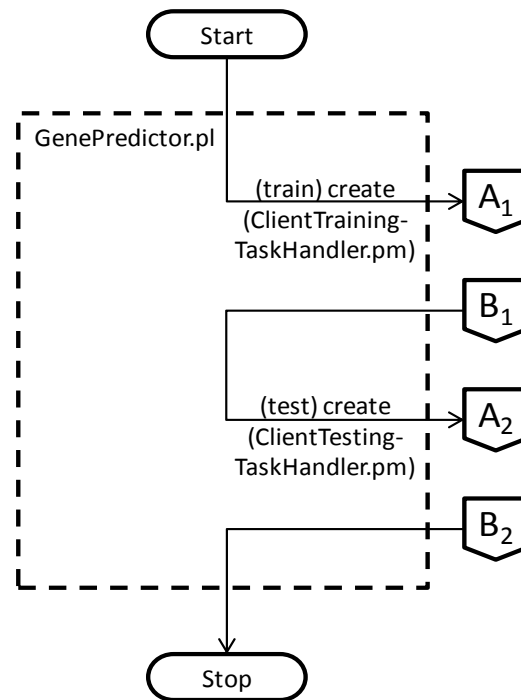 Start
GenePredictor.pl
(train) create
(ClientTraining-
TaskHandler.pm)
A1
B1
(test) create
(ClientTesting-
TaskHandler.pm)
A2
B2
Stop